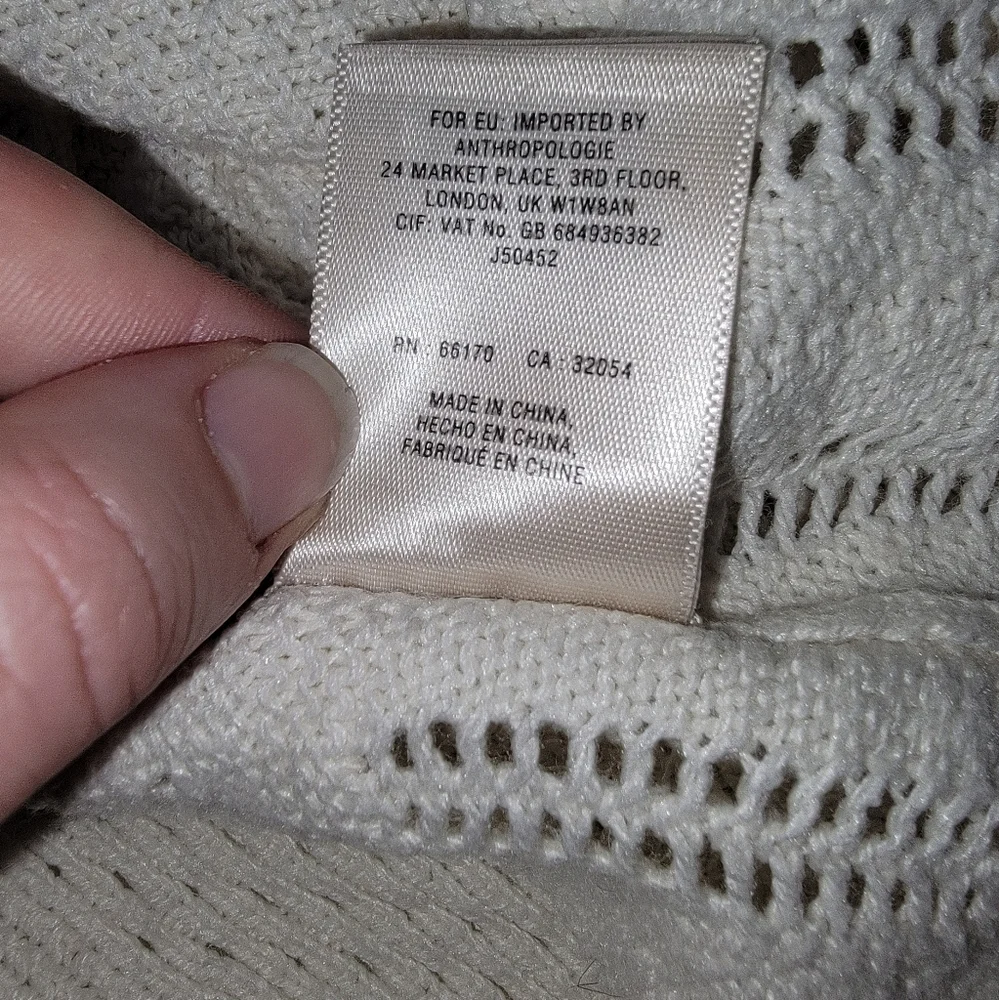 FOR EU: IMPORTED BY
ANTHROPOLOGIE
24 MARKET PLACE, 3RD FLOOR,
LONDON, UK W1W8AN
CIF: VAT No. GB 684936382
J50452
RN : 66170 CA : 32054
MADE IN CHINA,
HECHO EN CHINA,
FABRIQUÉ EN CHINE